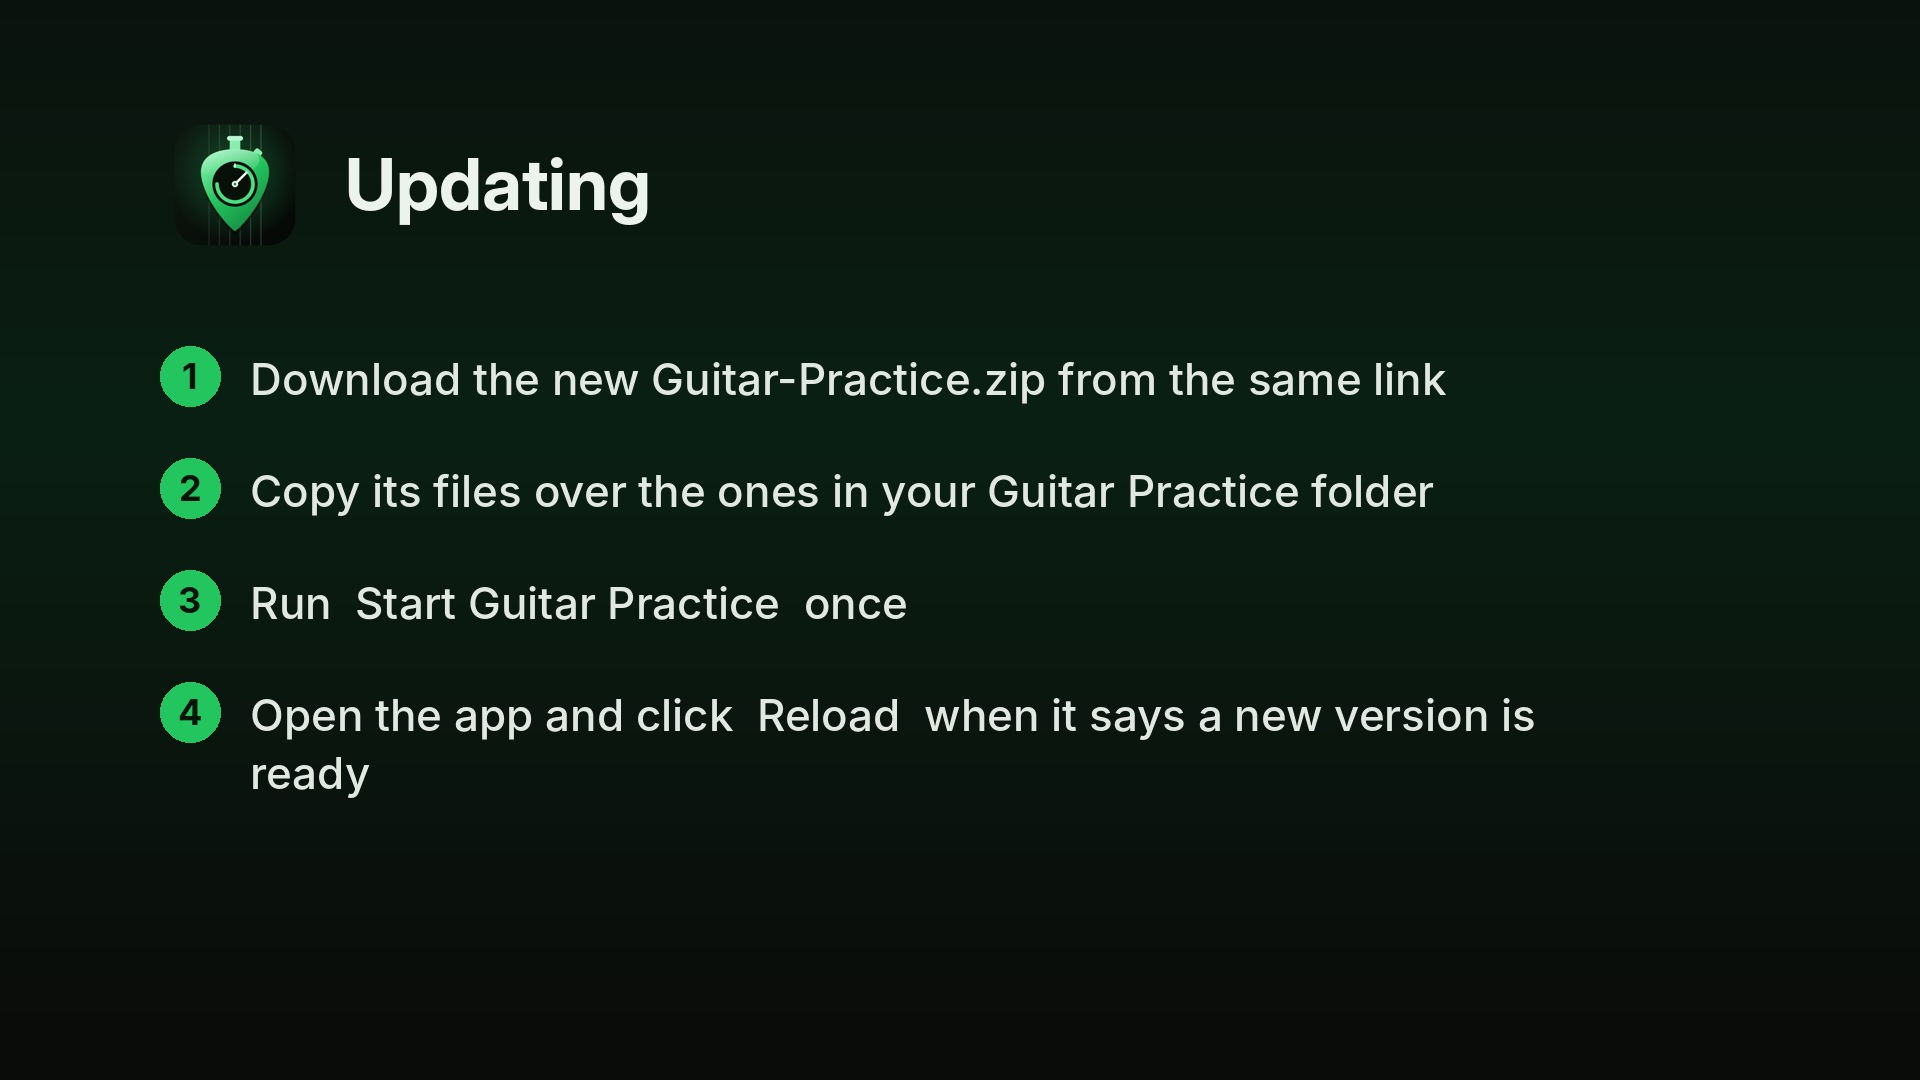 Updating
1 Download the new Guitar-Practice.zip from the same link
2 Copy its files over the ones in your Guitar Practice folder
3 Run  Start Guitar Practice  once
4 Open the app and click  Reload  when it says a new version is
ready